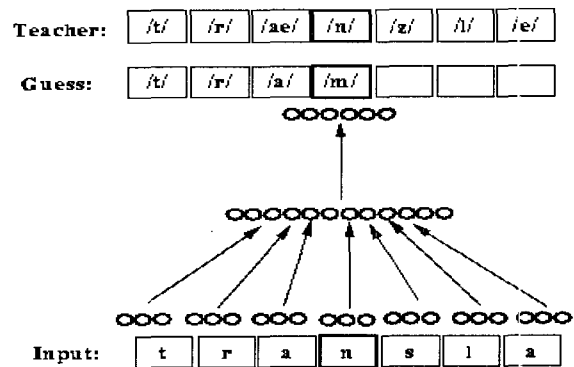 Teacher: /t/ /r/ /ae/ /n/ /z/ /l/ /e/
Guess: /t/ /r/ /a/ /m/
Input: t r a n s l a